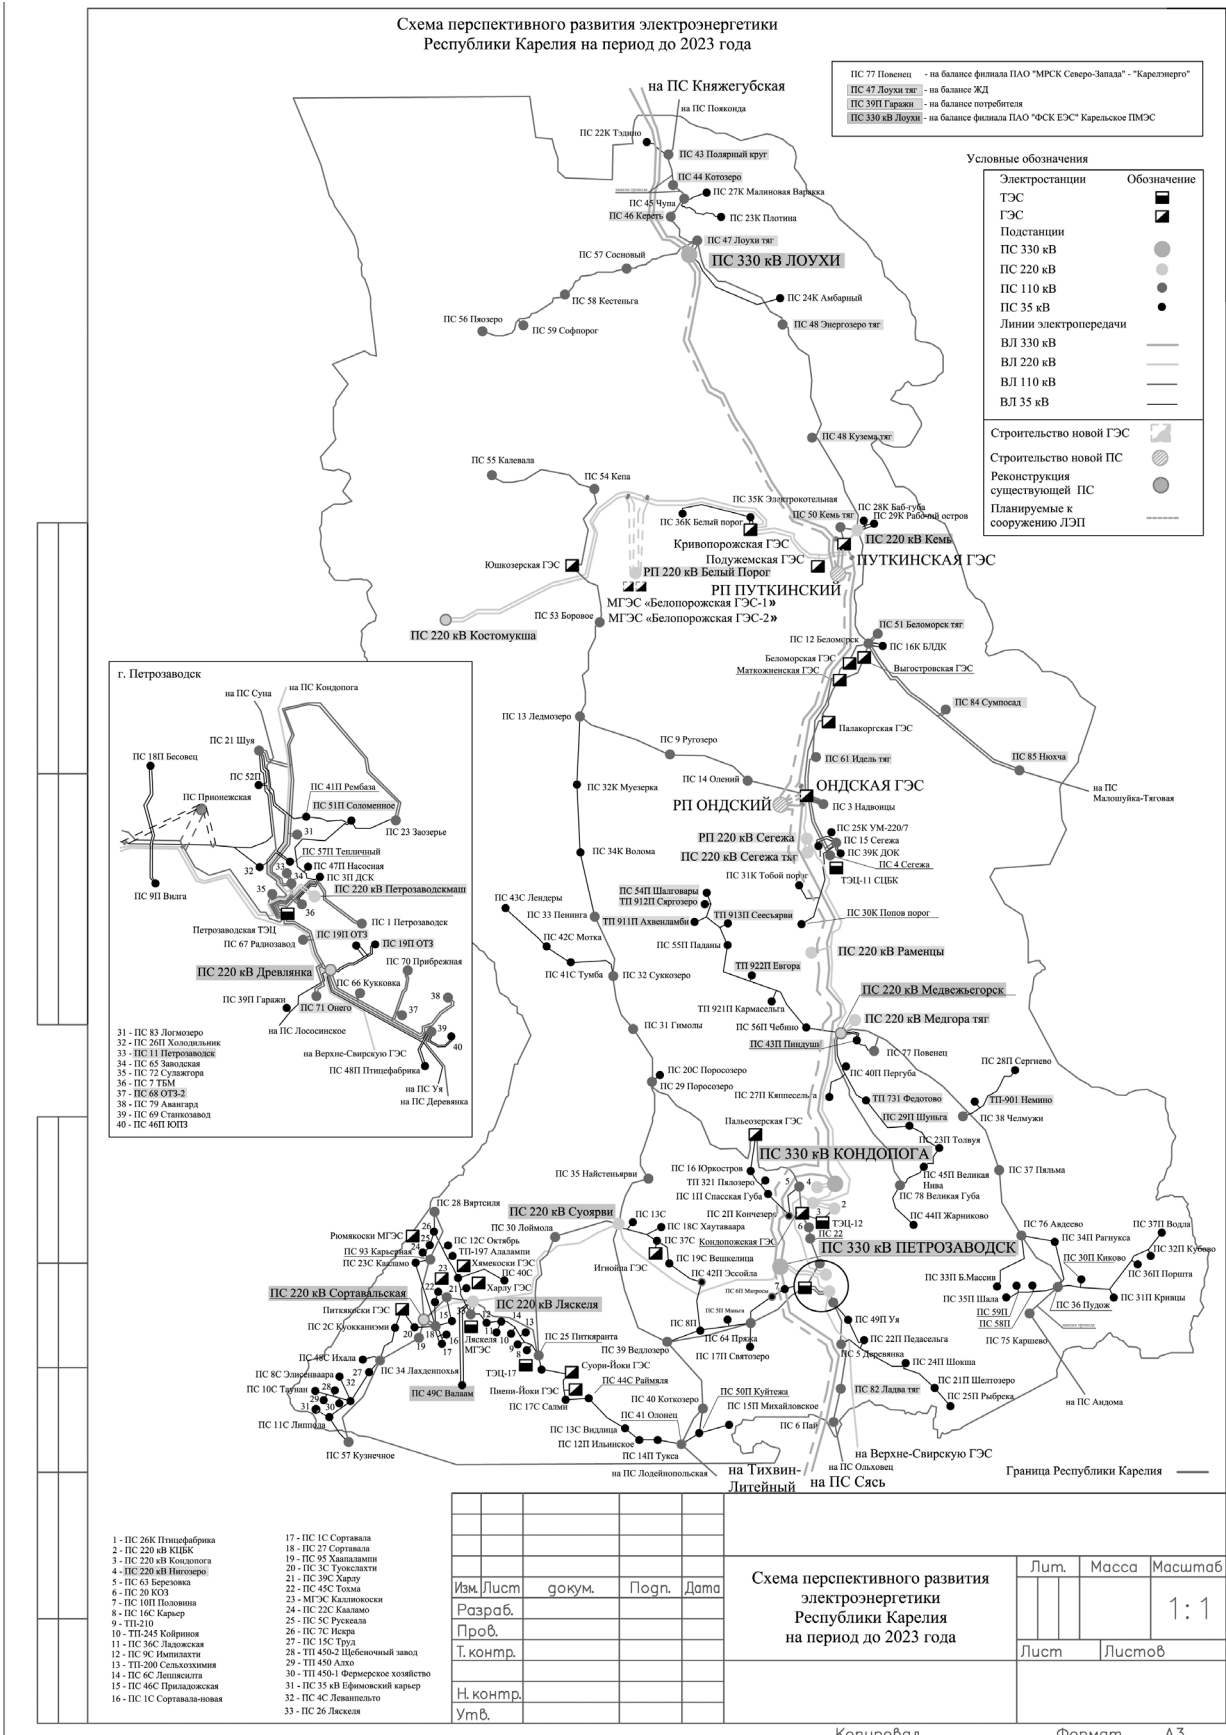 Схема перспективного развития электроэнергетики
Республики Карелия на период до 2023 года
ПС 77 Повенец - на балансе филиала ПАО "МРСК Северо-Запада" - "Карелэнерго"
ПС 47 Лоухи тяг - на балансе ЖД
ПС 39П Гаражи - на балансе потребителя
ПС 330 кВ Лоухи - на балансе филиала ПАО "ФСК ЕЭС" Карельское ПМЭС
Условные обозначения
Электростанции Обозначение
ТЭС
ГЭС
Подстанции
ПС 330 кВ
ПС 220 кВ
ПС 110 кВ
ПС 35 кВ
Линии электропередачи
ВЛ 330 кВ
ВЛ 220 кВ
ВЛ 110 кВ
ВЛ 35 кВ
Строительство новой ГЭС
Строительство новой ПС
Реконструкция
существующей ПС
Планируемые к
сооружению ЛЭП
на ПС Княжегубская
на ПС Пояконда
ПС 22К Тэдино
ПС 43 Полярный круг
ПС 44 Котозеро
ПС 27К Малиновая Варакка
ПС 45 Чупа
ПС 46 Кереть
ПС 23К Плотина
ПС 47 Лоухи тяг
ПС 57 Сосновый
ПС 330 кВ ЛОУХИ
ПС 58 Кестеньга
ПС 24К Амбарный
ПС 56 Пяозеро
ПС 59 Софпорог
ПС 48 Энергозеро тяг
ПС 48 Кузема тяг
ПС 55 Калевала
ПС 54 Кепа
ПС 35К Электрокотельная
ПС 36К Белый порог
ПС 50 Кемь тяг
ПС 28К Баб-губа
ПС 29К Рабочий остров
ПС 220 кВ Кемь
Кривопорожская ГЭС
Подужемская ГЭС
ПУТКИНСКАЯ ГЭС
Юшкозерская ГЭС
РП 220 кВ Белый Порог
РП ПУТКИНСКИЙ
МГЭС «Белопорожская ГЭС-1»
МГЭС «Белопорожская ГЭС-2»
ПС 53 Боровое
ПС 220 кВ Костомукша
ПС 51 Беломорск тяг
ПС 12 Беломорск
ПС 16К БЛДК
Беломорская ГЭС
Маткожненская ГЭС
Выгостровская ГЭС
ПС 84 Сумпосад
ПС 13 Ледмозеро
Палакоргская ГЭС
ПС 9 Ругозеро
ПС 61 Идель тяг
ПС 85 Нюхча
ПС 14 Олений
ПС 32К Муезерка
ОНДСКАЯ ГЭС
РП ОНДСКИЙ
ПС 3 Надвоицы
на ПС
Малошуйка-Тяговая
ПС 25К УМ-220/7
РП 220 кВ Сегежа
ПС 15 Сегежа
ПС 34К Волома
ПС 220 кВ Сегежа тяг
ПС 39К ДОК
ПС 4 Сегежа
ПС 31К Тобой порог
ТЭЦ-11 СЦБК
ПС 43С Лендеры
ПС 54П Шалговары
ТП 912П Сяргозеро
ПС 33 Пенинга
ТП 911П Ахвенламби
ТП 913П Сеесъярви
ПС 30К Попов порог
ПС 42С Мотка
ПС 55П Паданы
ПС 220 кВ Раменцы
ПС 41С Тумба
ПС 32 Суккозеро
ТП 922П Евгора
ПС 220 кВ Медвежьегорск
ТП 921П Кармасельга
ПС 31 Гимолы
ПС 56П Чебино
ПС 220 кВ Медгора тяг
ПС 43П Пиндуши
ПС 77 Повенец
ПС 28П Сергиево
ПС 40П Пергуба
ПС 20С Поросозеро
ПС 29 Поросозеро
ПС 27П Кяппесельга
ТП 731 Федотово
ТП-901 Немино
ПС 29П Шуньга
ПС 38 Челмужи
Пальеозерская ГЭС
ПС 23П Толвуя
ПС 330 кВ КОНДОПОГА
ПС 35 Найстенъярви
ПС 16 Юркостров
ТП 321 Пялозеро
ПС 1П Спасская Губа
ПС 45П Великая
Нива
ПС 37 Пяльма
ПС 78 Великая Губа
ПС 44П Жарниково
г. Петрозаводск
на ПС Суна
на ПС Кондопога
ПС 21 Шуя
ПС 18П Бесовец
ПС 52П
ПС 41П Рембаза
ПС Прионежская
ПС 51П Соломенное
31
ПС 23 Заозерье
ПС 57П Тепличный
32
33
ПС 47П Насосная
34
ПС 3П ДСК
35
ПС 220 кВ Петрозаводскмаш
ПС 9П Вилга
36
Петрозаводская ТЭЦ
ПС 1 Петрозаводск
ПС 67 Радиозавод
ПС 19П ОТЗ
ПС 19П ОТЗ
ПС 220 кВ Древлянка
ПС 70 Прибрежная
ПС 66 Кукковка
ПС 39П Гаражи
ПС 71 Онего
38
37
на ПС Лососинское
39
40
на Верхне-Свирскую ГЭС
ПС 48П Птицефабрика
на ПС Уя
на ПС Деревянка
31 - ПС 83 Логмозеро
32 - ПС 26П Холодильник
33 - ПС 11 Петрозаводск
34 - ПС 65 Заводская
35 - ПС 72 Сулажгора
36 - ПС 7 ТБМ
37 - ПС 68 ОТЗ-2
38 - ПС 79 Авангард
39 - ПС 69 Станкозавод
40 - ПС 46П ЮПЗ
ПС 28 Вяртсиля
ПС 30 Лоймола
ПС 220 кВ Суоярви
ПС 13С
ПС 18С Хаутаваара
ПС 37С
ПС 2П Кончезеро
Кондопожская ГЭС
ТЭЦ-12
ПС 22
ПС 330 кВ ПЕТРОЗАВОДСК
Рюмякоски МГЭС
ПС 12С Октябрь
ПС 93 Карьерная
ТП-197 Алалампи
ПС 23С Кааламо
Хямекоски ГЭС
ПС 40С
Харлу ГЭС
Игнойла ГЭС
ПС 19С Вешкелица
ПС 42П Эссойла
ПС 6П Матросы
ПС 220 кВ Сортавальская
ПС 220 кВ Ляскеля
Питкякоски ГЭС
ПС 2С Куокканиэми
Ляскеля
МГЭС
ПС 8П
ПС 64 Пряжа
ПС 17П Святозеро
ПС 25 Питкяранта
ПС 39 Ведлозеро
ПС 48С Ихала
ПС 34 Лахденпохья
ТЭЦ-17
Суори-Йоки ГЭС
ПС 8С Элисенваара
ПС 10С Таунан
ПС 49С Валаам
Пиени-Йоки ГЭС
ПС 44С Раймяля
ПС 17С Салми
ПС 40 Коткозеро
ПС 50П Куйтежа
ПС 11С Липпола
ПС 13С Видлица
ПС 41 Олонец
ПС 15П Михайловское
ПС 12П Ильинское
ПС 14П Тукса
ПС 57 Кузнечное
на ПС Лодейнопольская
на Тихвин-
Литейный
на ПС Сясь
на ПС Ольховец
на Верхне-Свирскую ГЭС
ПС 6 Пай
ПС 82 Ладва тяг
ПС 5 Деревянка
ПС 49П Уя
ПС 22П Педасельга
ПС 24П Шокша
ПС 21П Шелтозеро
ПС 25П Рыбрека
ПС 76 Авдеево
ПС 34П Рагнукса
ПС 37П Водла
ПС 32П Кубово
ПС 30П Киково
ПС 36П Поршта
ПС 33П Б.Массив
ПС 35П Шала
ПС 59П
ПС 58П
ПС 36 Пудож
ПС 31П Кривцы
ПС 75 Каршево
на ПС Андома
Граница Республики Карелия
1 - ПС 26К Птицефабрика
2 - ПС 220 кВ КЦБК
3 - ПС 220 кВ Кондопога
4 - ПС 220 кВ Нигозеро
5 - ПС 63 Березовка
6 - ПС 20 КОЗ
7 - ПС 10П Половина
8 - ПС 16С Карьер
9 - ТП-210
10 - ТП-245 Койриноя
11 - ПС 36С Ладожская
12 - ПС 9С Импилахти
13 - ТП-200 Сельхозхимия
14 - ПС 6С Леппясилта
15 - ПС 46С Приладожская
16 - ПС 1С Сортавала-новая
17 - ПС 1С Сортавала
18 - ПС 27 Сортавала
19 - ПС 95 Хаапалампи
20 - ПС 3С Туокслахти
21 - ПС 39С Харлу
22 - ПС 45С Тохма
23 - МГЭС Каллиокоски
24 - ПС 22С Кааламо
25 - ПС 5С Рускеала
26 - ПС 7С Искра
27 - ПС 15С Труд
28 - ТП 450-2 Щебеночный завод
29 - ТП 450 Алхо
30 - ТП 450-1 Фермерское хозяйство
31 - ПС 35 кВ Ефимовский карьер
32 - ПС 4С Леванпельто
33 - ПС 26 Ляскеля
Изм. Лист докум. Подп. Дата
Разраб.
Пров.
Т. контр.
Н. контр.
Утв.
Схема перспективного развития
электроэнергетики
Республики Карелия
на период до 2023 года
Лит. Масса Масштаб
1:1
Лист Листов
Копировал Формат А3